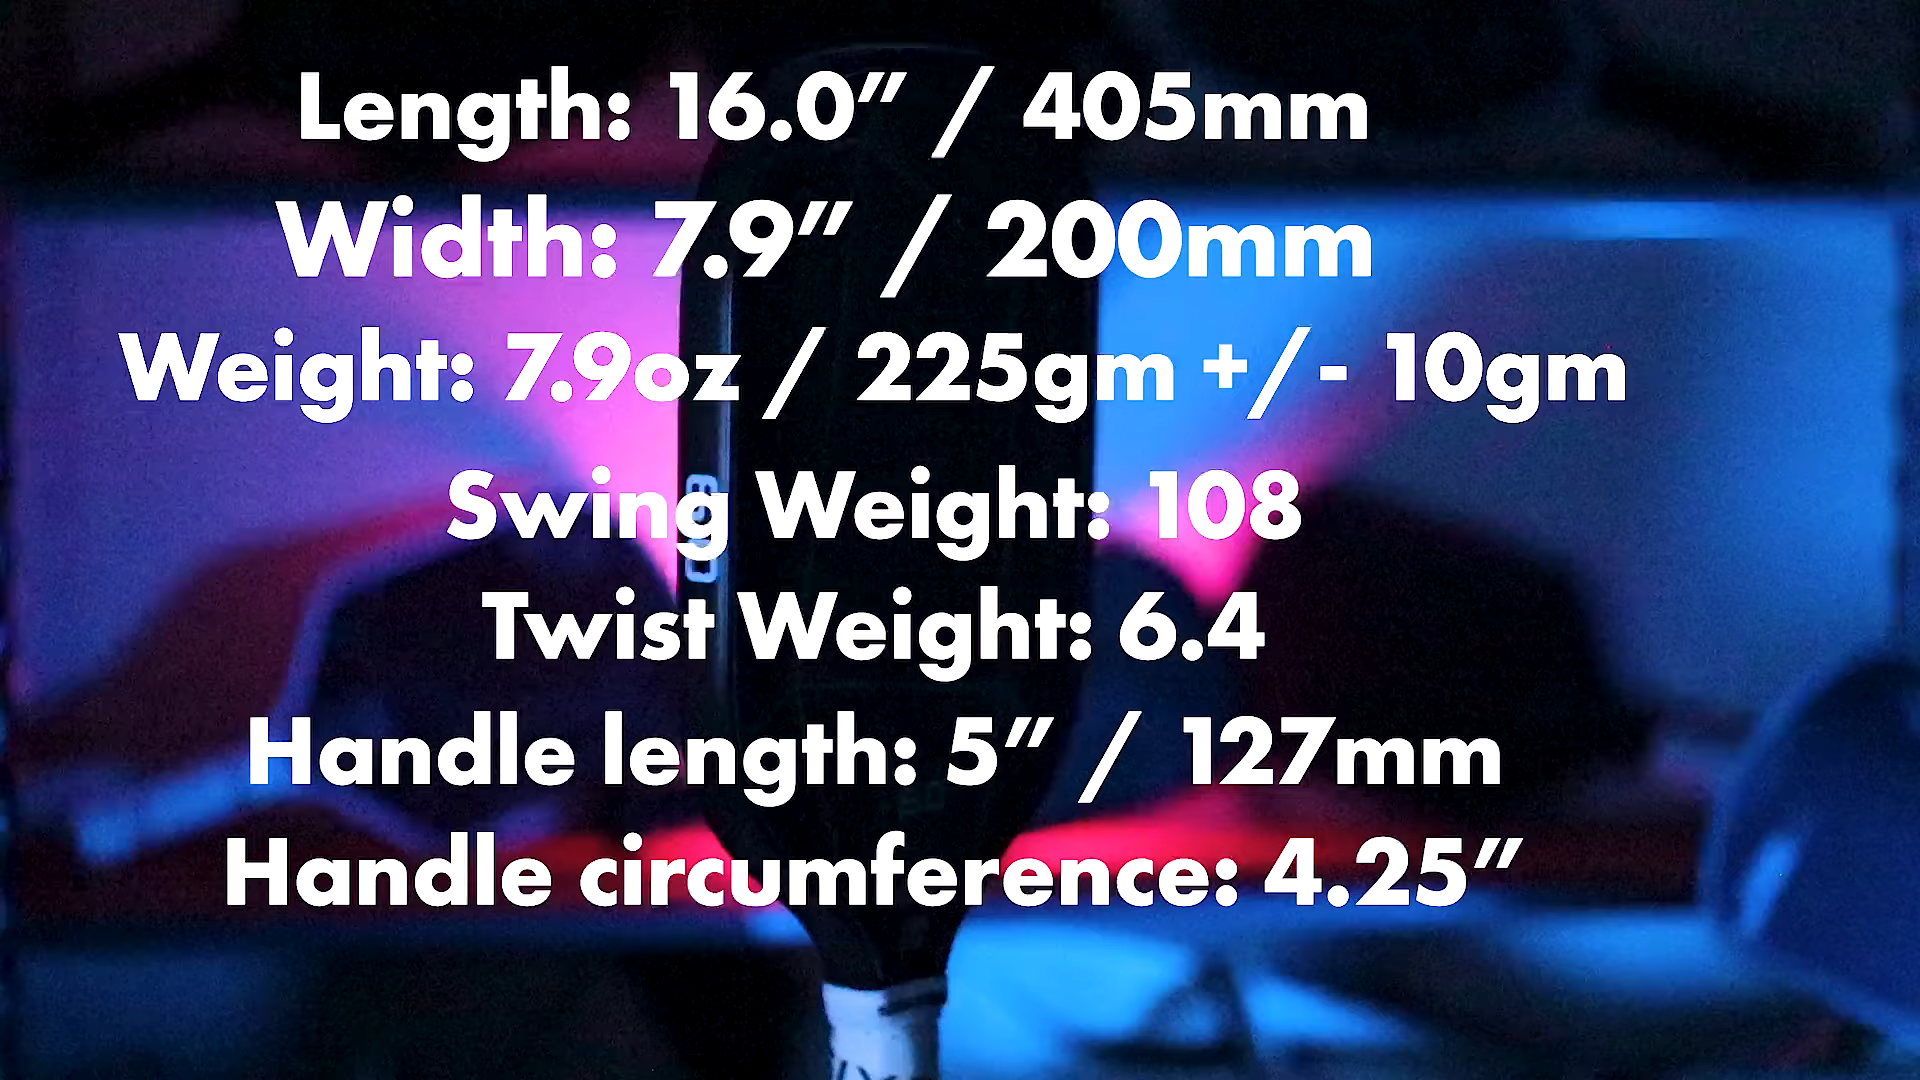 Length: 16.0” / 405mm
Width: 7.9” / 200mm
Weight: 7.9oz / 225gm +/- 10gm
Swing Weight: 108
Twist Weight: 6.4
Handle length: 5” / 127mm
Handle circumference: 4.25”